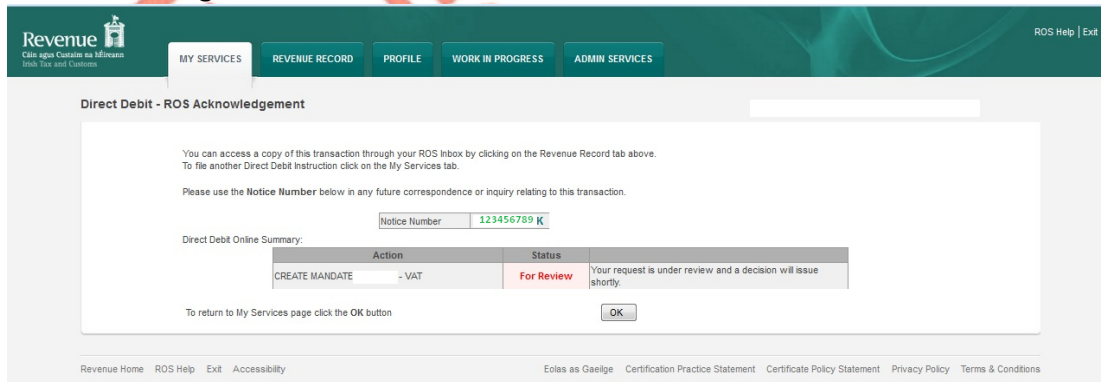 Revenue
Cáin agus Custaim na hÉireann
Irish Tax and Customs
MY SERVICES
REVENUE RECORD
PROFILE
WORK IN PROGRESS
ADMIN SERVICES
ROS Help | Exit
Direct Debit - ROS Acknowledgement
You can access a copy of this transaction through your ROS Inbox by clicking on the Revenue Record tab above.
To file another Direct Debit Instruction click on the My Services tab.
Please use the Notice Number below in any future correspondence or inquiry relating to this transaction.
Notice Number 123456789 K
Direct Debit Online Summary:
Action Status
CREATE MANDATE - VAT For Review Your request is under review and a decision will issue
shortly.
To return to My Services page click the OK button OK
Revenue Home ROS Help Exit Accessibility Eolas as Gaeilge Certification Practice Statement Certificate Policy Statement Privacy Policy Terms & Conditions